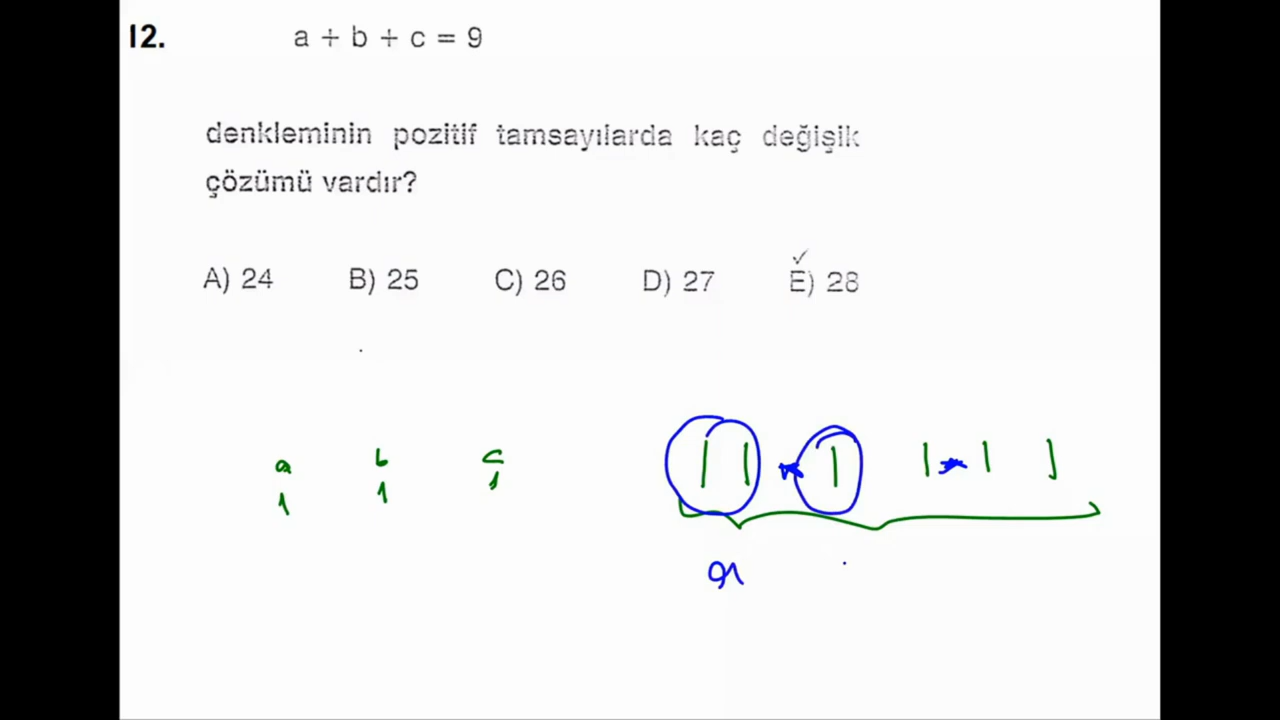 12. a + b + c = 9
denkleminin pozitif tamsayılarda kaç değişik
çözümü vardır?
A) 24 B) 25 C) 26 D) 27 E) 28
a b c
1 1 1